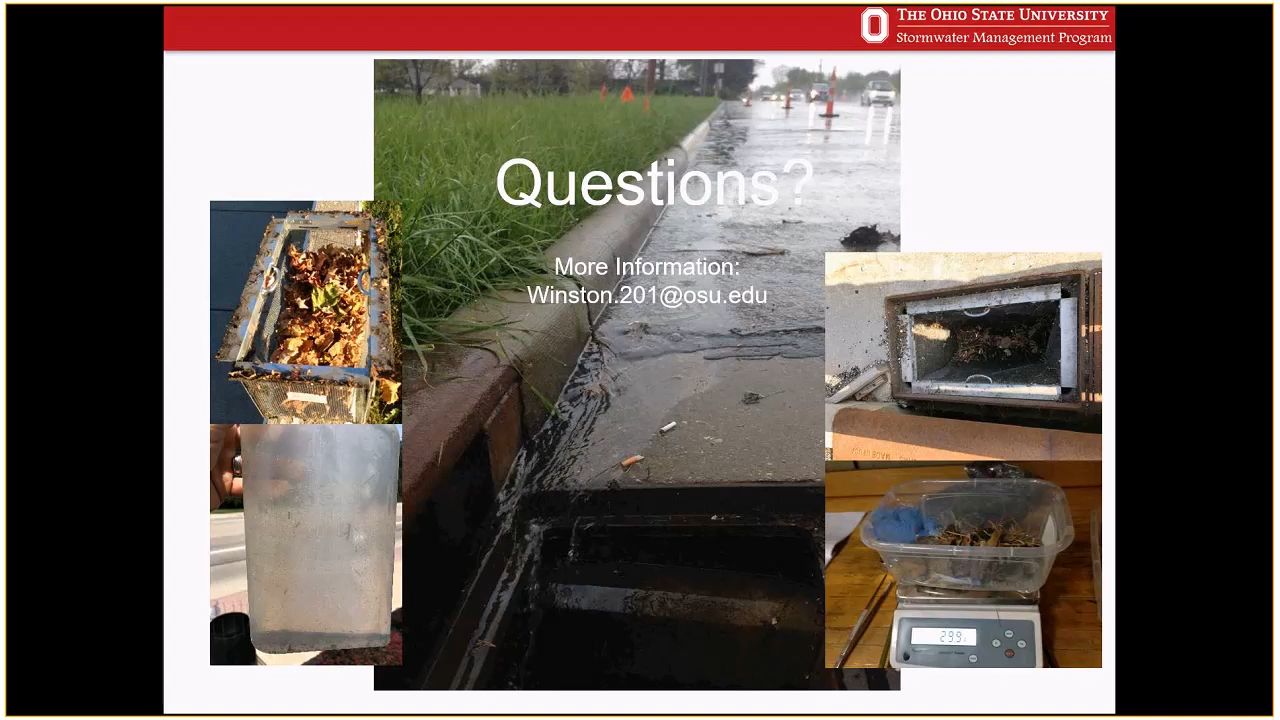 THE OHIO STATE UNIVERSITY
Stormwater Management Program
Questions?
More Information:
Winston.201@osu.edu